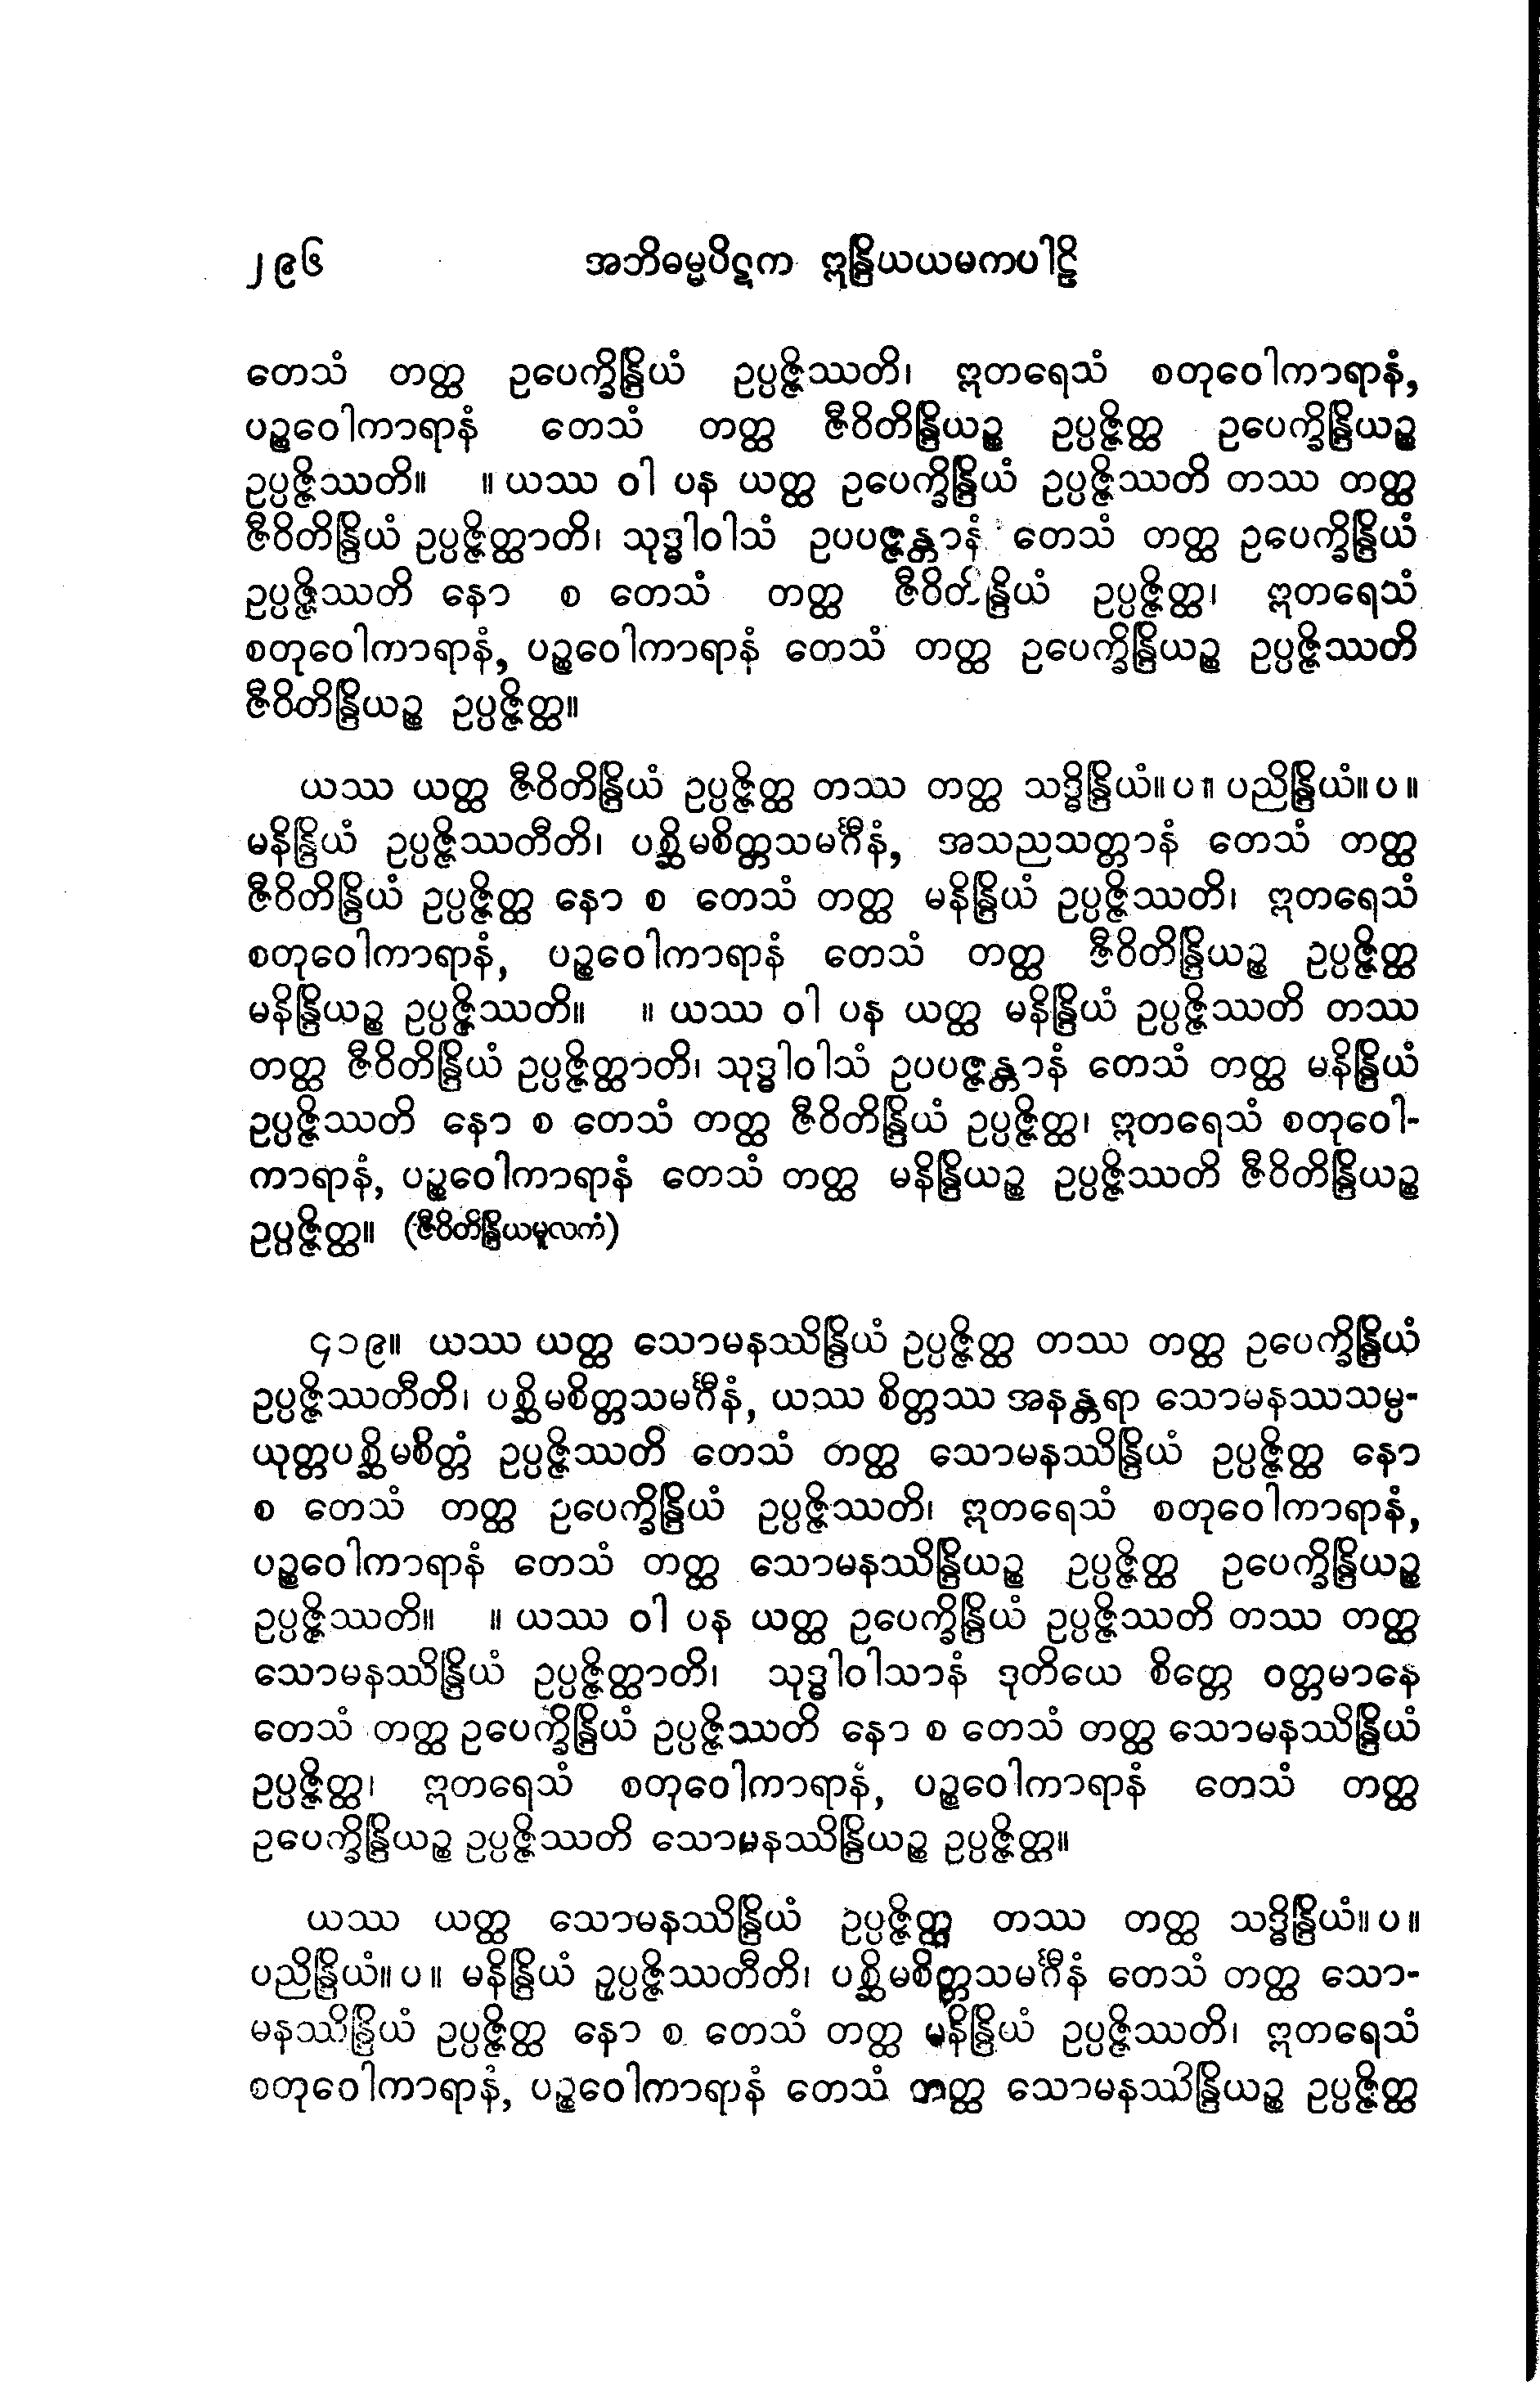 ၂၉၆ အဘိဓမ္မပိဋက ဣန္ဒြိယယမကပါဠိ
တေသံ တတ္ထ ဥပေက္ခိန္ဒြိယံ ဥပ္ပဇ္ဇိဿတိ၊ ဣတရေသံ စတုဝေါကာရာနံ,
ပဉ္စဝေါကာရာနံ တေသံ တတ္ထ ဇီဝိတိန္ဒြိယဉ္စ ဥပ္ပဇ္ဇိတ္ထ ဥပေက္ခိန္ဒြိယဉ္စ
ဥပ္ပဇ္ဇိဿတိ။ ။ ယဿ ဝါ ပန ယတ္ထ ဥပေက္ခိန္ဒြိယံ ဥပ္ပဇ္ဇိဿတိ တဿ တတ္ထ
ဇီဝိတိန္ဒြိယံ ဥပ္ပဇ္ဇိတ္ထာတိ၊ သုဒ္ဓါဝါသံ ဥပပဇ္ဇန္တာနံ တေသံ တတ္ထ ဥပေက္ခိန္ဒြိယံ
ဥပ္ပဇ္ဇိဿတိ နော စ တေသံ တတ္ထ ဇီဝိတိန္ဒြိယံ ဥပ္ပဇ္ဇိတ္ထ၊ ဣတရေသံ
စတုဝေါကာရာနံ, ပဉ္စဝေါကာရာနံ တေသံ တတ္ထ ဥပေက္ခိန္ဒြိယဉ္စ ဥပ္ပဇ္ဇိဿတိ
ဇီဝိတိန္ဒြိယဉ္စ ဥပ္ပဇ္ဇိတ္ထ။
ယဿ ယတ္ထ ဇီဝိတိန္ဒြိယံ ဥပ္ပဇ္ဇိတ္ထ တဿ တတ္ထ သဒ္ဓိန္ဒြိယံ။ပ။ ပညိန္ဒြိယံ။ပ။
မနိန္ဒြိယံ ဥပ္ပဇ္ဇိဿတီတိ၊ ပစ္ဆိမစိတ္တသမင်္ဂီနံ, အသညသတ္တာနံ တေသံ တတ္ထ
ဇီဝိတိန္ဒြိယံ ဥပ္ပဇ္ဇိတ္ထ နော စ တေသံ တတ္ထ မနိန္ဒြိယံ ဥပ္ပဇ္ဇိဿတိ၊ ဣတရေသံ
စတုဝေါကာရာနံ, ပဉ္စဝေါကာရာနံ တေသံ တတ္ထ ဇီဝိတိန္ဒြိယဉ္စ ဥပ္ပဇ္ဇိတ္ထ
မနိန္ဒြိယဉ္စ ဥပ္ပဇ္ဇိဿတိ။ ။ ယဿ ဝါ ပန ယတ္ထ မနိန္ဒြိယံ ဥပ္ပဇ္ဇိဿတိ တဿ
တတ္ထ ဇီဝိတိန္ဒြိယံ ဥပ္ပဇ္ဇိတ္ထာတိ၊ သုဒ္ဓါဝါသံ ဥပပဇ္ဇန္တာနံ တေသံ တတ္ထ မနိန္ဒြိယံ
ဥပ္ပဇ္ဇိဿတိ နော စ တေသံ တတ္ထ ဇီဝိတိန္ဒြိယံ ဥပ္ပဇ္ဇိတ္ထ၊ ဣတရေသံ စတုဝေါ-
ကာရာနံ, ပဉ္စဝေါကာရာနံ တေသံ တတ္ထ မနိန္ဒြိယဉ္စ ဥပ္ပဇ္ဇိဿတိ ဇီဝိတိန္ဒြိယဉ္စ
ဥပ္ပဇ္ဇိတ္ထ။ (ဇီဝိတိန္ဒြိယမူလကံ)
၄၁၉။ ယဿ ယတ္ထ သောမနဿိန္ဒြိယံ ဥပ္ပဇ္ဇိတ္ထ တဿ တတ္ထ ဥပေက္ခိန္ဒြိယံ
ဥပ္ပဇ္ဇိဿတီတိ၊ ပစ္ဆိမစိတ္တသမင်္ဂီနံ, ယဿ စိတ္တဿ အနန္တရာ သောမနဿသမ္ပ-
ယုတ္တပစ္ဆိမစိတ္တံ ဥပ္ပဇ္ဇိဿတိ တေသံ တတ္ထ သောမနဿိန္ဒြိယံ ဥပ္ပဇ္ဇိတ္ထ နော
စ တေသံ တတ္ထ ဥပေက္ခိန္ဒြိယံ ဥပ္ပဇ္ဇိဿတိ၊ ဣတရေသံ စတုဝေါကာရာနံ,
ပဉ္စဝေါကာရာနံ တေသံ တတ္ထ သောမနဿိန္ဒြိယဉ္စ ဥပ္ပဇ္ဇိတ္ထ ဥပေက္ခိန္ဒြိယဉ္စ
ဥပ္ပဇ္ဇိဿတိ။ ။ ယဿ ဝါ ပန ယတ္ထ ဥပေက္ခိန္ဒြိယံ ဥပ္ပဇ္ဇိဿတိ တဿ တတ္ထ
သောမနဿိန္ဒြိယံ ဥပ္ပဇ္ဇိတ္ထာတိ၊ သုဒ္ဓါဝါသာနံ ဒုတိယေ စိတ္တေ ဝတ္တမာနေ
တေသံ တတ္ထ ဥပေက္ခိန္ဒြိယံ ဥပ္ပဇ္ဇိဿတိ နော စ တေသံ တတ္ထ သောမနဿိန္ဒြိယံ
ဥပ္ပဇ္ဇိတ္ထ၊ ဣတရေသံ စတုဝေါကာရာနံ, ပဉ္စဝေါကာရာနံ တေသံ တတ္ထ
ဥပေက္ခိန္ဒြိယဉ္စ ဥပ္ပဇ္ဇိဿတိ သောမနဿိန္ဒြိယဉ္စ ဥပ္ပဇ္ဇိတ္ထ။
ယဿ ယတ္ထ သောမနဿိန္ဒြိယံ ဥပ္ပဇ္ဇိတ္ထ တဿ တတ္ထ သဒ္ဓိန္ဒြိယံ။ပ။
ပညိန္ဒြိယံ။ပ။ မနိန္ဒြိယံ ဥပ္ပဇ္ဇိဿတီတိ၊ ပစ္ဆိမစိတ္တသမင်္ဂီနံ တေသံ တတ္ထ သော-
မနဿိန္ဒြိယံ ဥပ္ပဇ္ဇိတ္ထ နော စ တေသံ တတ္ထ မနိန္ဒြိယံ ဥပ္ပဇ္ဇိဿတိ၊ ဣတရေသံ
စတုဝေါကာရာနံ, ပဉ္စဝေါကာရာနံ တေသံ တတ္ထ သောမနဿိန္ဒြိယဉ္စ ဥပ္ပဇ္ဇိတ္ထ